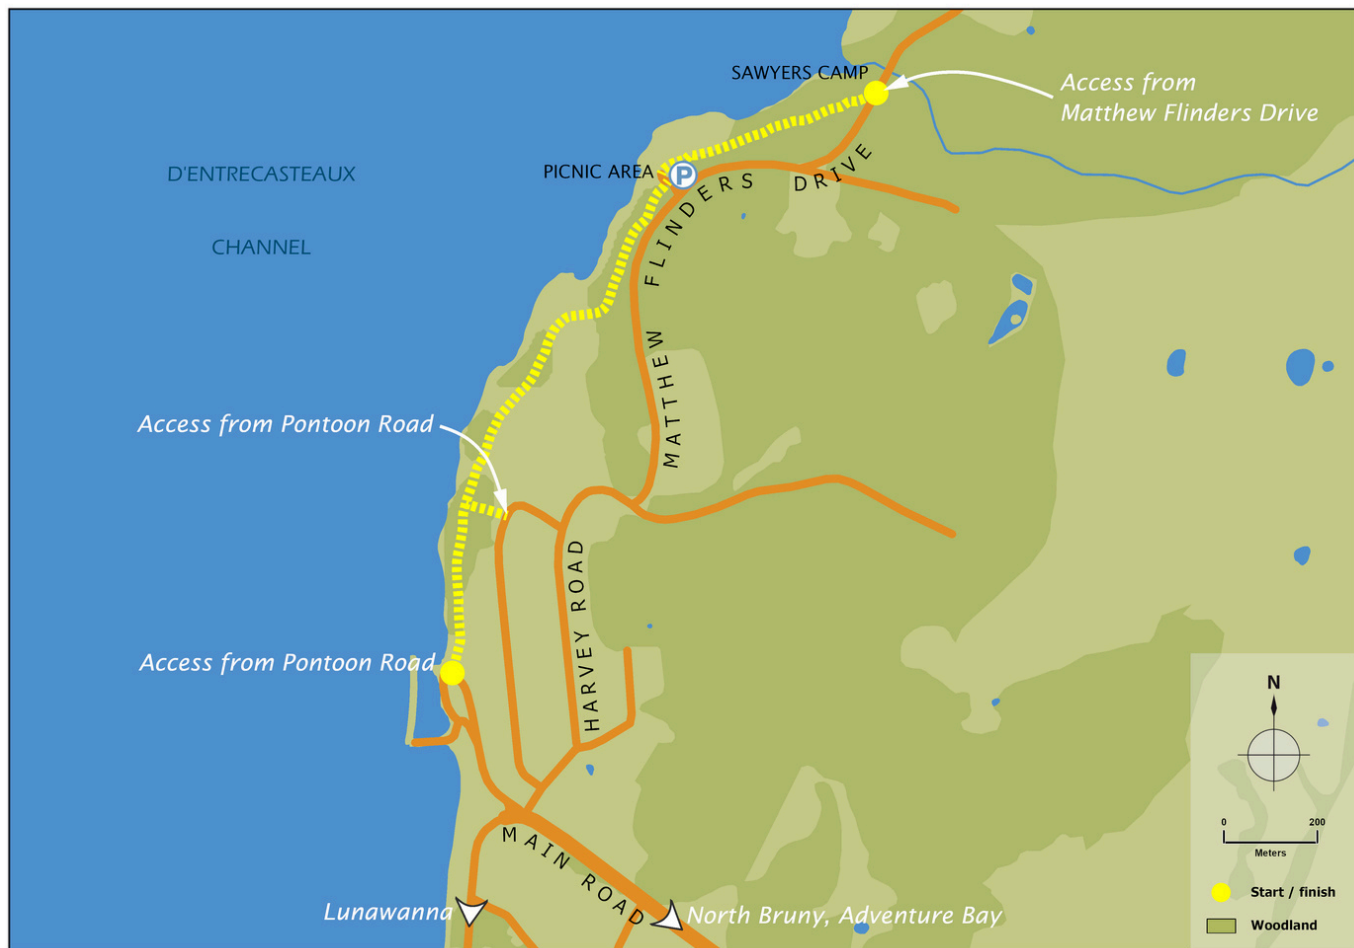 SAWYERS CAMP
Access from
Matthew Flinders Drive
D'ENTRECASTEAUX
CHANNEL
PICNIC AREA
P
MATTHEW FLINDERS DRIVE
Access from Pontoon Road
HARVEY ROAD
Access from Pontoon Road
MAIN ROAD
Lunawanna
North Bruny, Adventure Bay
N
0 200
Meters
Start / finish
Woodland